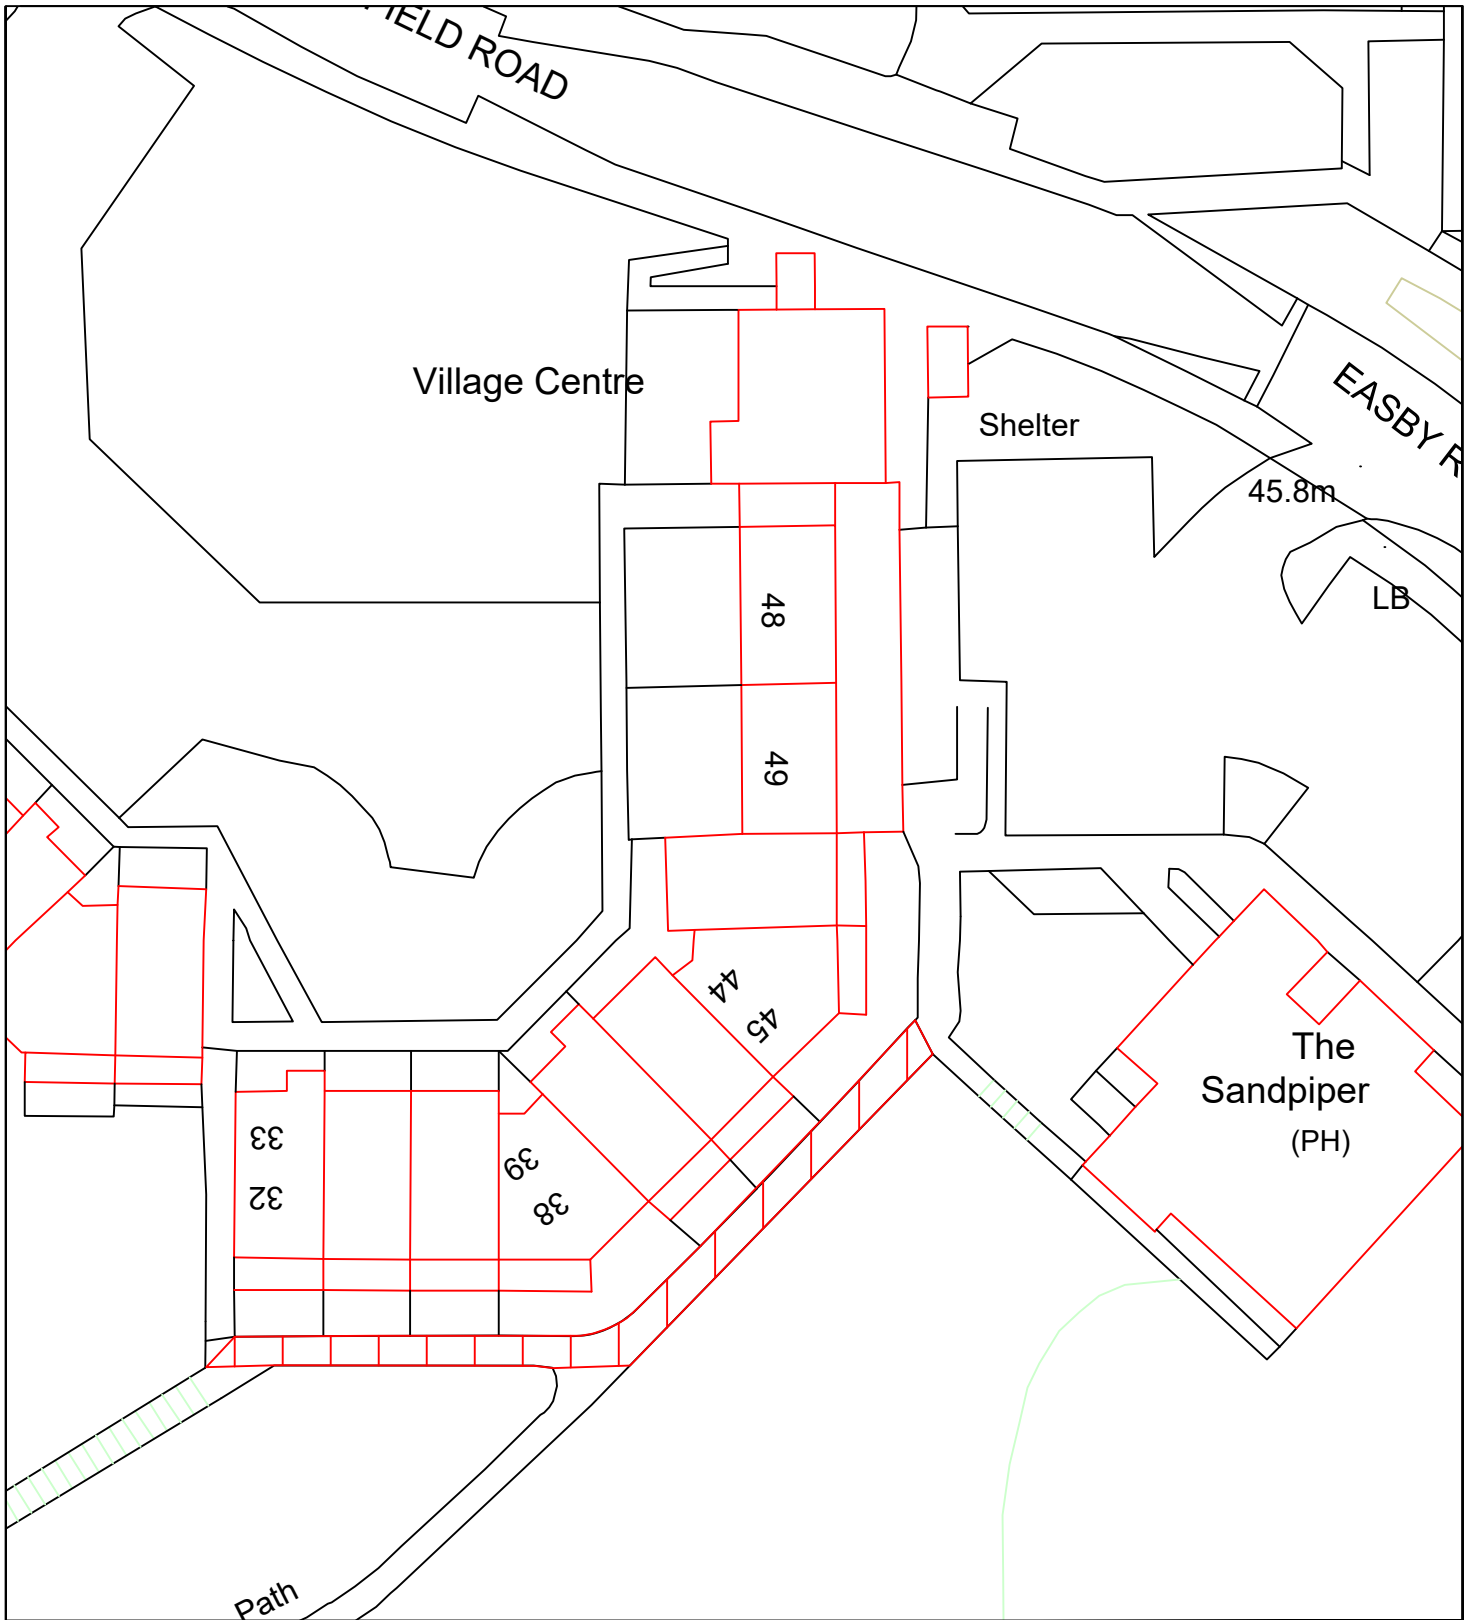 FIELD ROAD
Village Centre
Shelter
EASBY R
45.8m
LB
48
49
44
45
The
Sandpiper
(PH)
33
32
39
38
Path